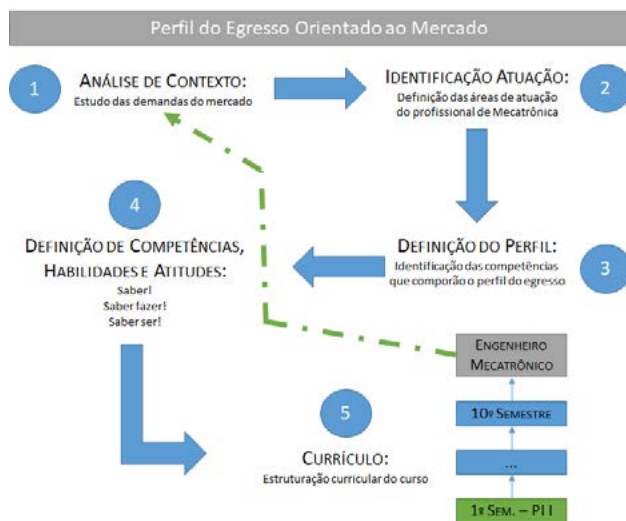 Perfil do Egresso Orientado ao Mercado
1
ANÁLISE DE CONTEXTO:
Estudo das demandas do mercado
IDENTIFICAÇÃO ATUAÇÃO:
Definição das áreas de atuação
do profissional de Mecatrônica
2
DEFINIÇÃO DO PERFIL:
Identificação das competências
que comporão o perfil do egresso
3
4
DEFINIÇÃO DE COMPETÊNCIAS,
HABILIDADES E ATITUDES:
Saber!
Saber fazer!
Saber ser!
5
CURRÍCULO:
Estruturação curricular do curso
ENGENHEIRO
MECATRÔNICO
10º SEMESTRE
...
1º SEM. – PI I